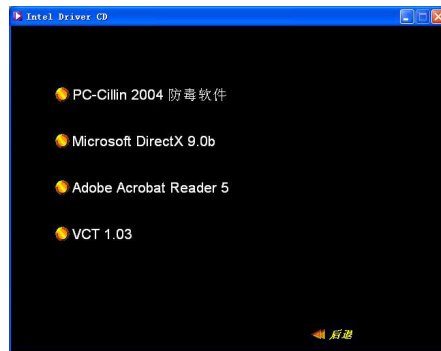 Intel Driver CD
PC-Cillin 2004 防毒软件
Microsoft DirectX 9.0b
Adobe Acrobat Reader 5
VCT 1.03
后退